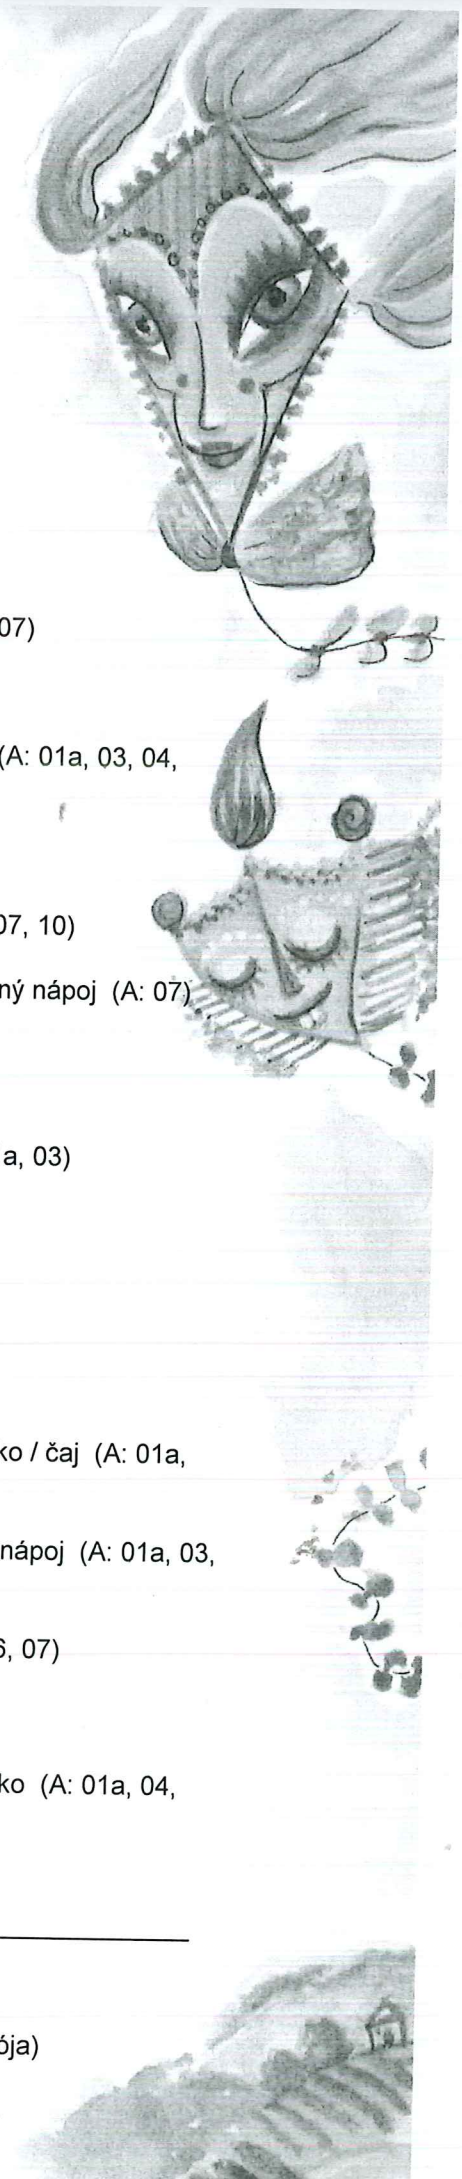 07)
(A: 01a, 03, 04,
07, 10)
ný nápoj (A: 07)
a, 03)
ko / čaj (A: 01a,
nápoj (A: 01a, 03,
6, 07)
ko (A: 01a, 04,
ója)